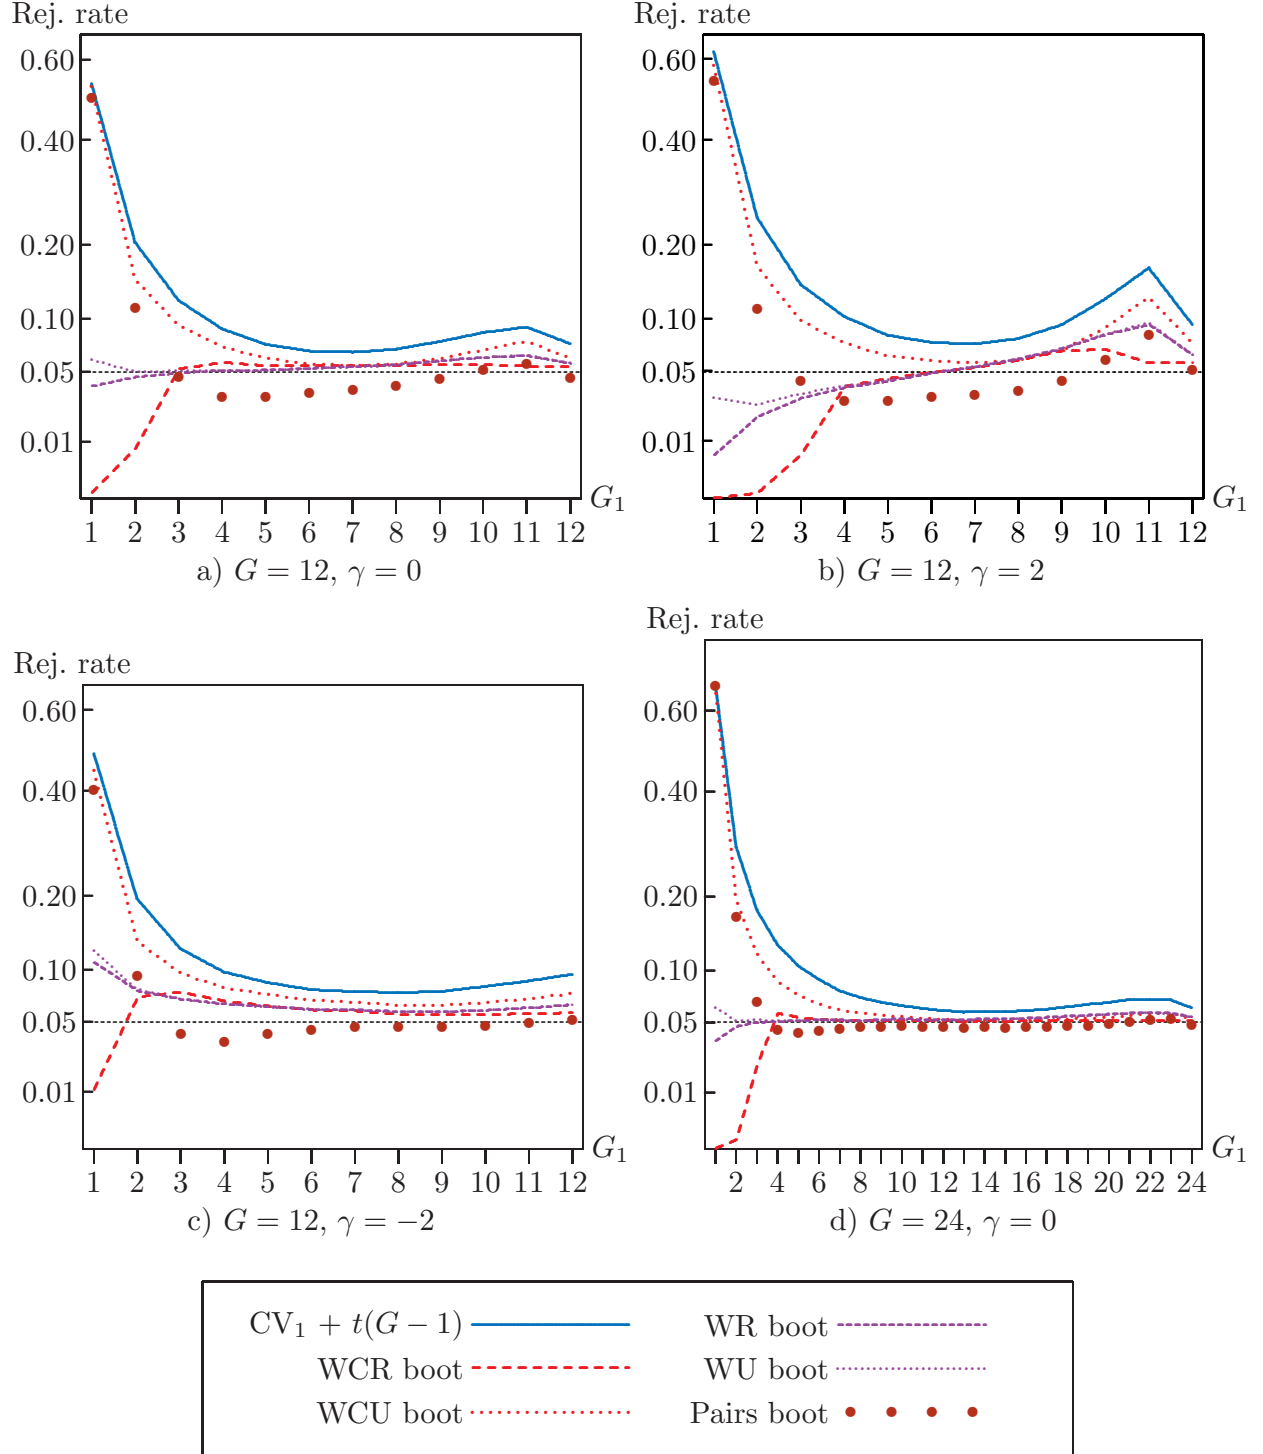 Rej. rate
0.60
0.40
0.20
0.10
0.05
0.01
G₁
1 2 3 4 5 6 7 8 9 10 11 12
a) G = 12, γ = 0
Rej. rate
0.60
0.40
0.20
0.10
0.05
0.01
G₁
1 2 3 4 5 6 7 8 9 10 11 12
b) G = 12, γ = 2
Rej. rate
0.60
0.40
0.20
0.10
0.05
0.01
G₁
1 2 3 4 5 6 7 8 9 10 11 12
c) G = 12, γ = −2
Rej. rate
0.60
0.40
0.20
0.10
0.05
0.01
G₁
2 4 6 8 10 12 14 16 18 20 22 24
d) G = 24, γ = 0
CV₁ + t(G − 1)
WCR boot
WCU boot
WR boot
WU boot
Pairs boot